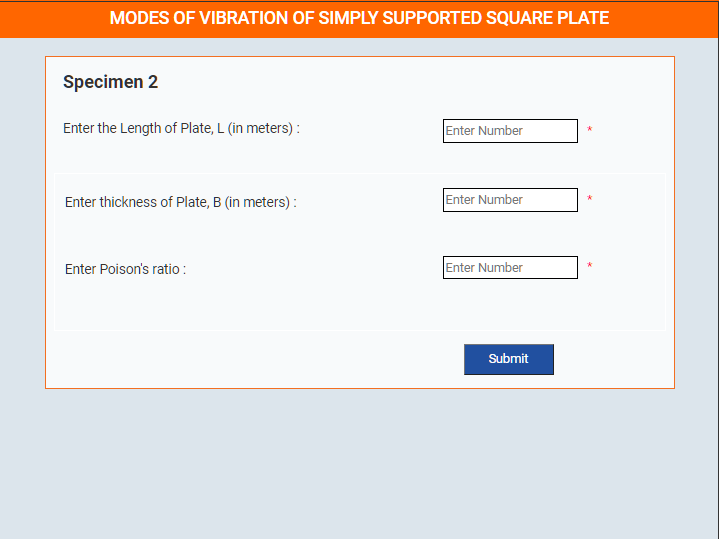 MODES OF VIBRATION OF SIMPLY SUPPORTED SQUARE PLATE
Specimen 2
Enter the Length of Plate, L (in meters) : Enter Number *
Enter thickness of Plate, B (in meters) : Enter Number *
Enter Poison's ratio : Enter Number *
Submit